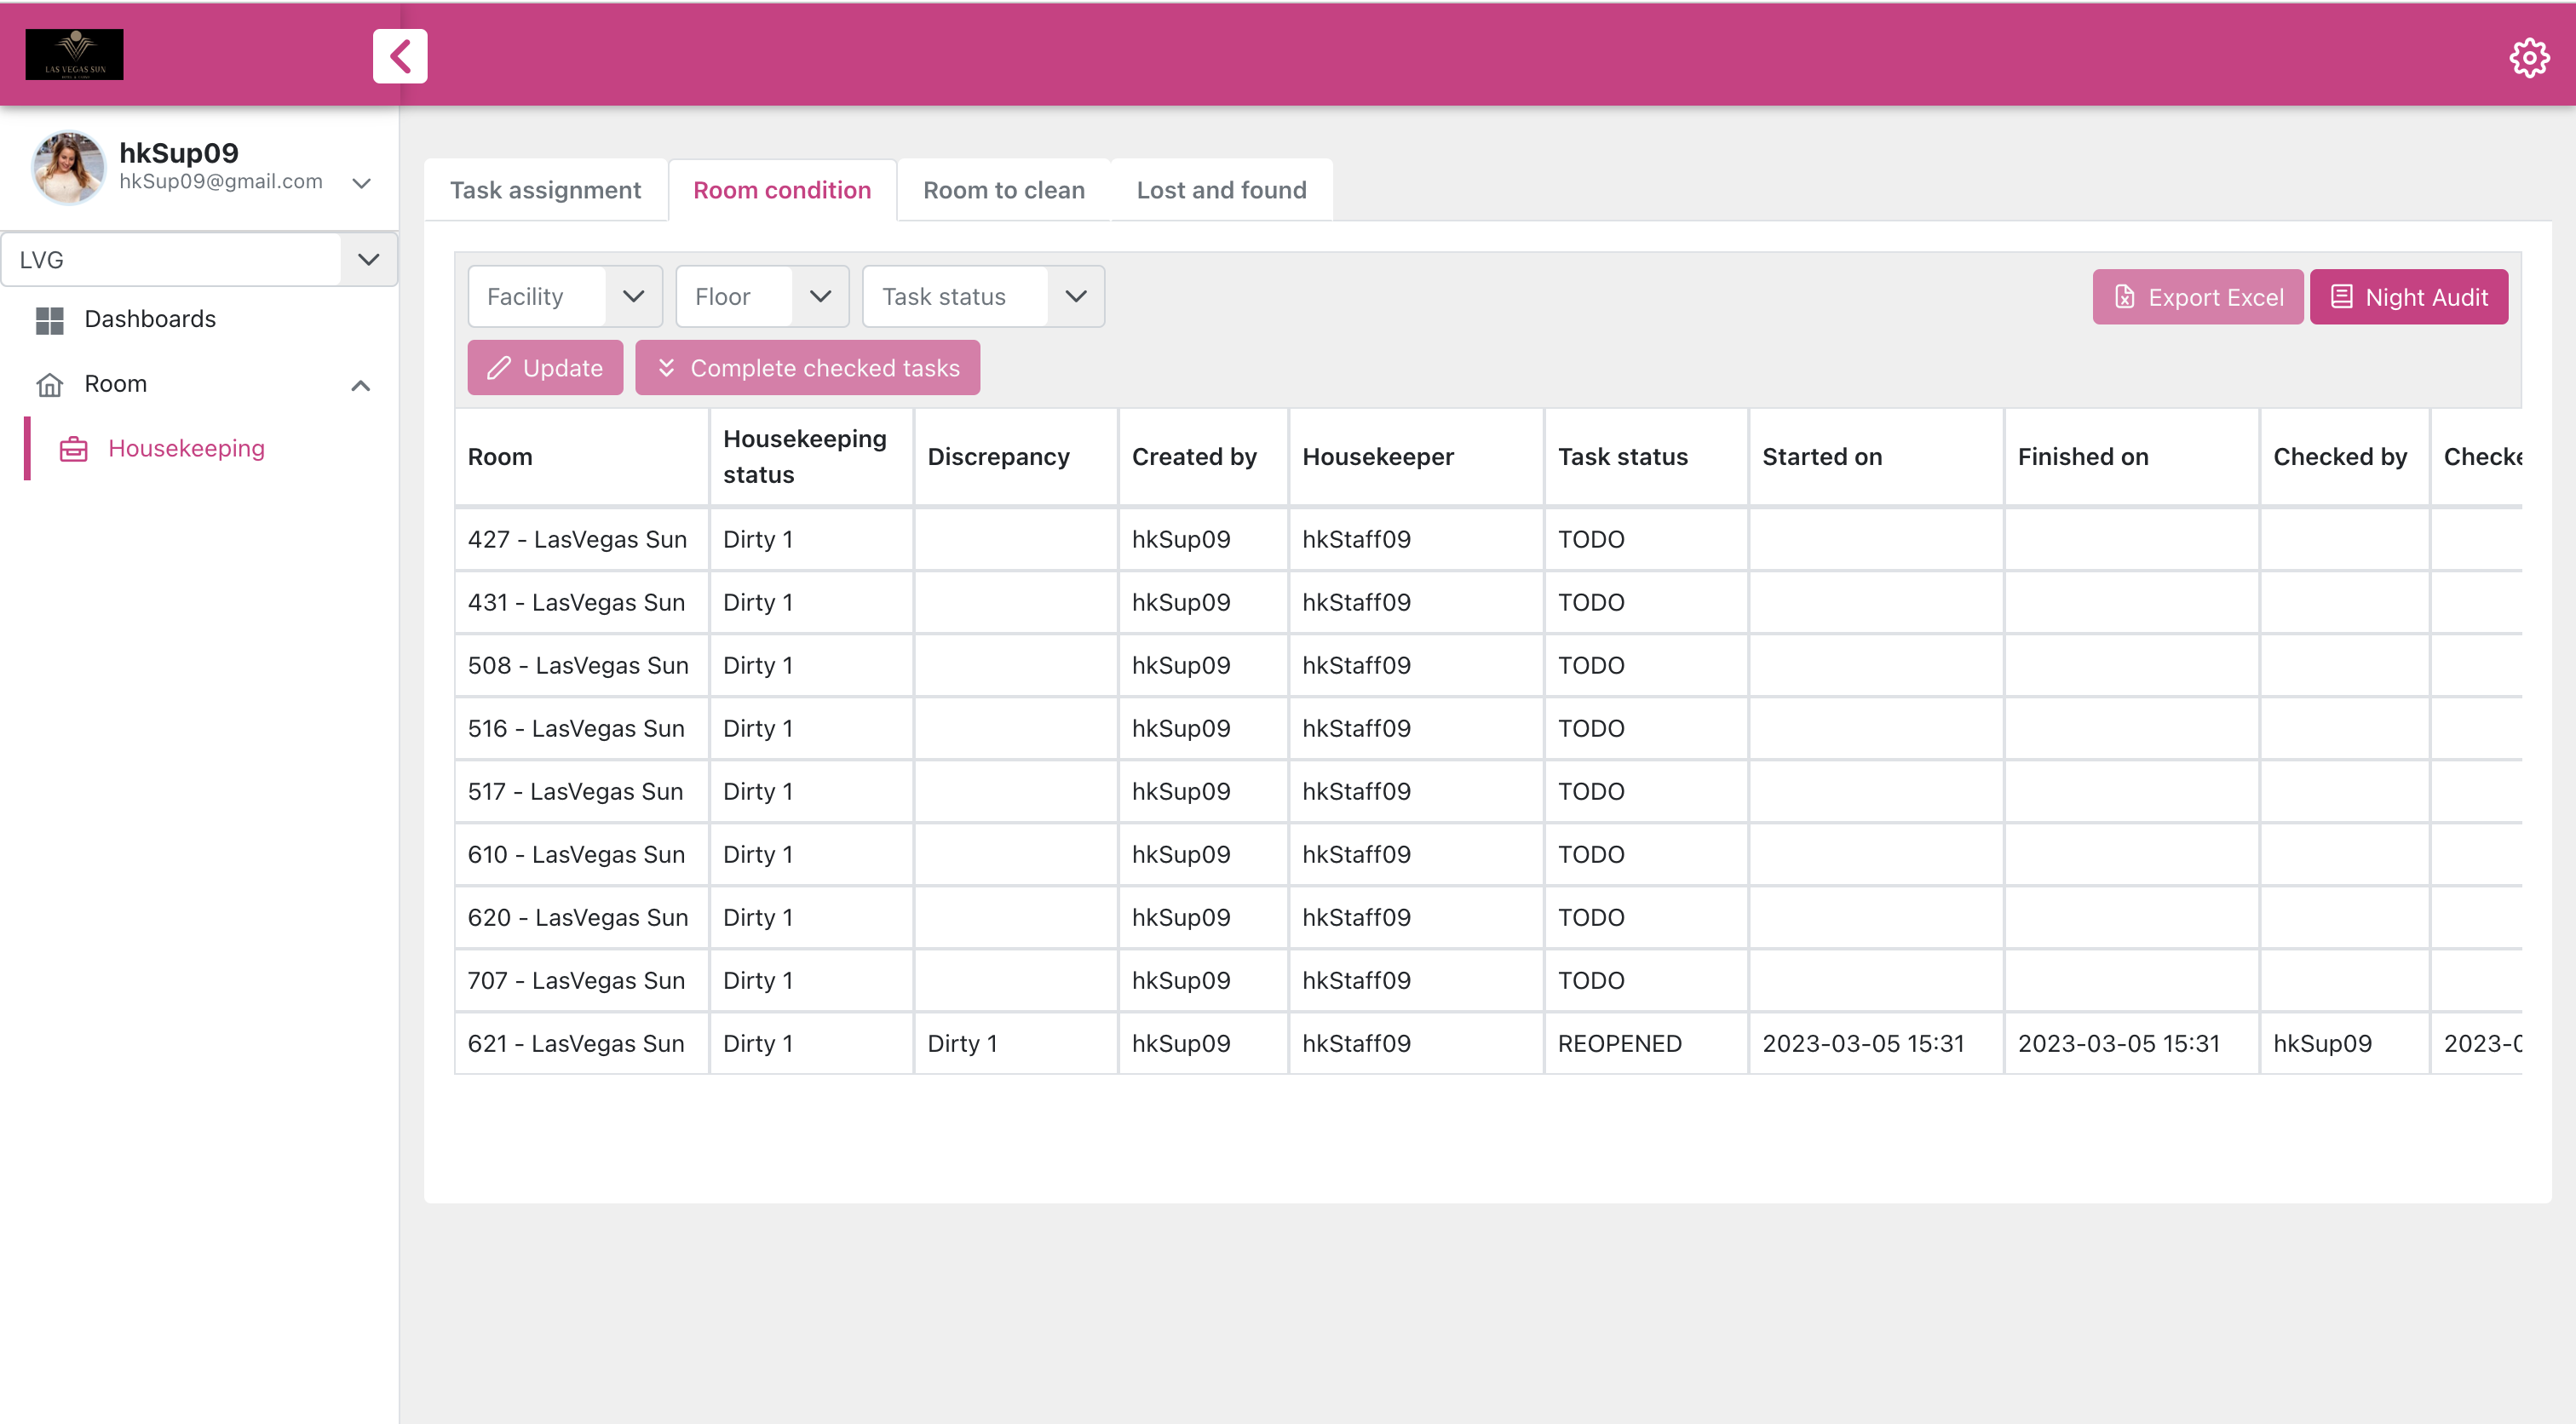 LAS VEGAS SUN
hkSup09
hkSup09@gmail.com
LVG
Dashboards
Room
Housekeeping
Task assignment
Room condition
Room to clean
Lost and found
Facility
Floor
Task status
Export Excel
Night Audit
Update
Complete checked tasks
Room
Housekeeping
status
Discrepancy
Created by
Housekeeper
Task status
Started on
Finished on
Checked by
427 - LasVegas Sun Dirty 1 hkSup09 hkStaff09 TODO
431 - LasVegas Sun Dirty 1 hkSup09 hkStaff09 TODO
508 - LasVegas Sun Dirty 1 hkSup09 hkStaff09 TODO
516 - LasVegas Sun Dirty 1 hkSup09 hkStaff09 TODO
517 - LasVegas Sun Dirty 1 hkSup09 hkStaff09 TODO
610 - LasVegas Sun Dirty 1 hkSup09 hkStaff09 TODO
620 - LasVegas Sun Dirty 1 hkSup09 hkStaff09 TODO
707 - LasVegas Sun Dirty 1 hkSup09 hkStaff09 TODO
621 - LasVegas Sun Dirty 1 Dirty 1 hkSup09 hkStaff09 REOPENED 2023-03-05 15:31 2023-03-05 15:31 hkSup09